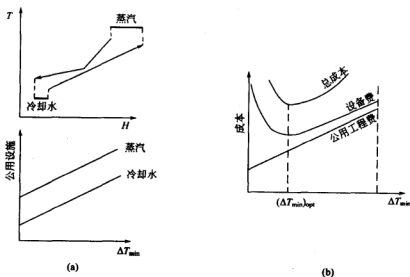 T
蒸汽
冷却水
H
公用设施
蒸汽
冷却水
ΔTmin
(a)
成本
总成本
设备费
公用工程费
(ΔTmin)opt
ΔTmin
(b)